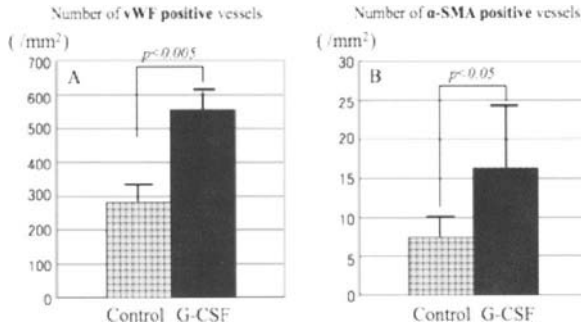 Number of vWF positive vessels
( /mm²)
A
p<0.005
700
600
500
400
300
200
100
0
Control G-CSF
Number of α-SMA positive vessels
( /mm²)
B
p<0.05
30
25
20
15
10
5
0
Control G-CSF